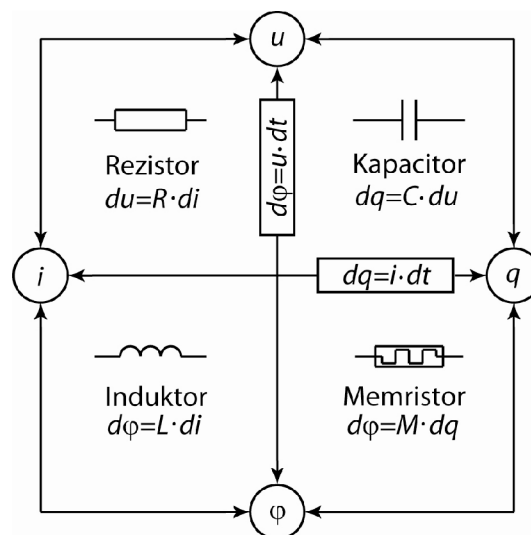 u
Rezistor
du=R·di
dφ=u·dt
Kapacitor
dq=C·du
i
dq=i·dt
q
Induktor
dφ=L·di
Memristor
dφ=M·dq
φ